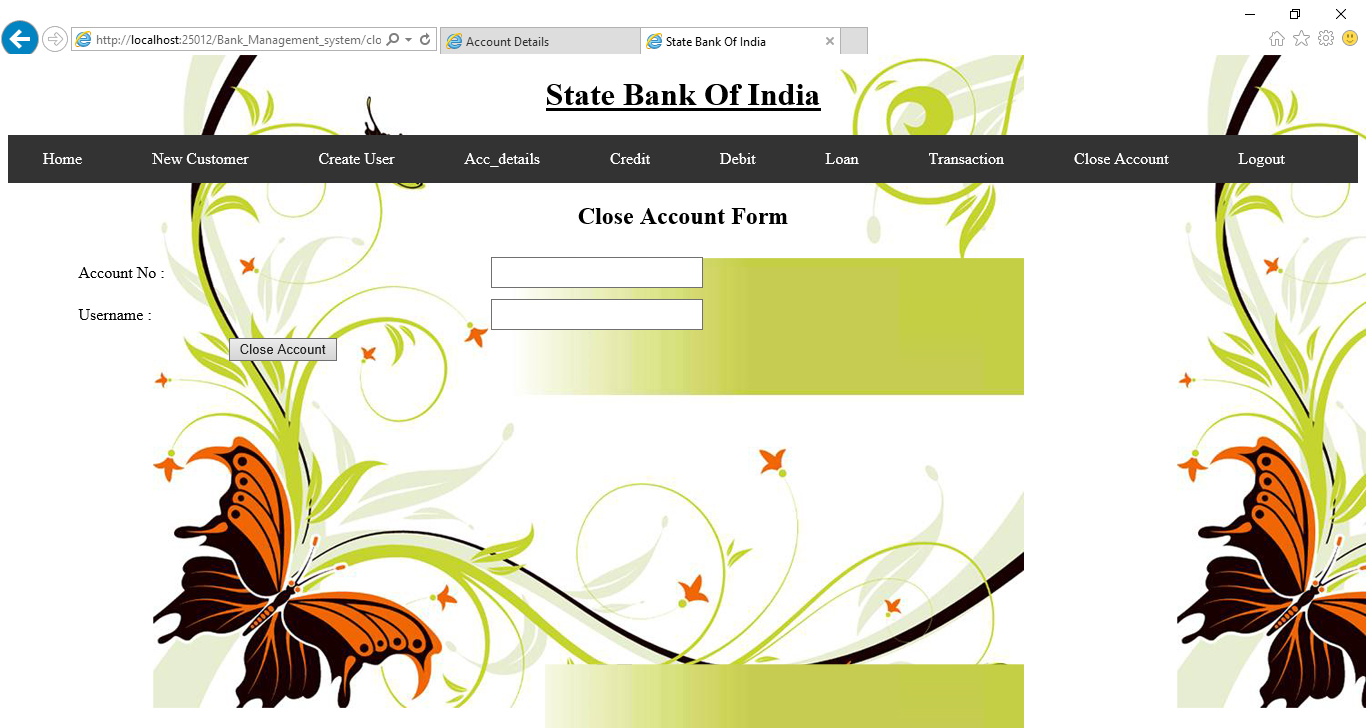 http://localhost:25012/Bank_Management_system/clo
Account Details
State Bank Of India
State Bank Of India
Home New Customer Create User Acc_details Credit Debit Loan Transaction Close Account Logout
Close Account Form
Account No :
Username :
Close Account